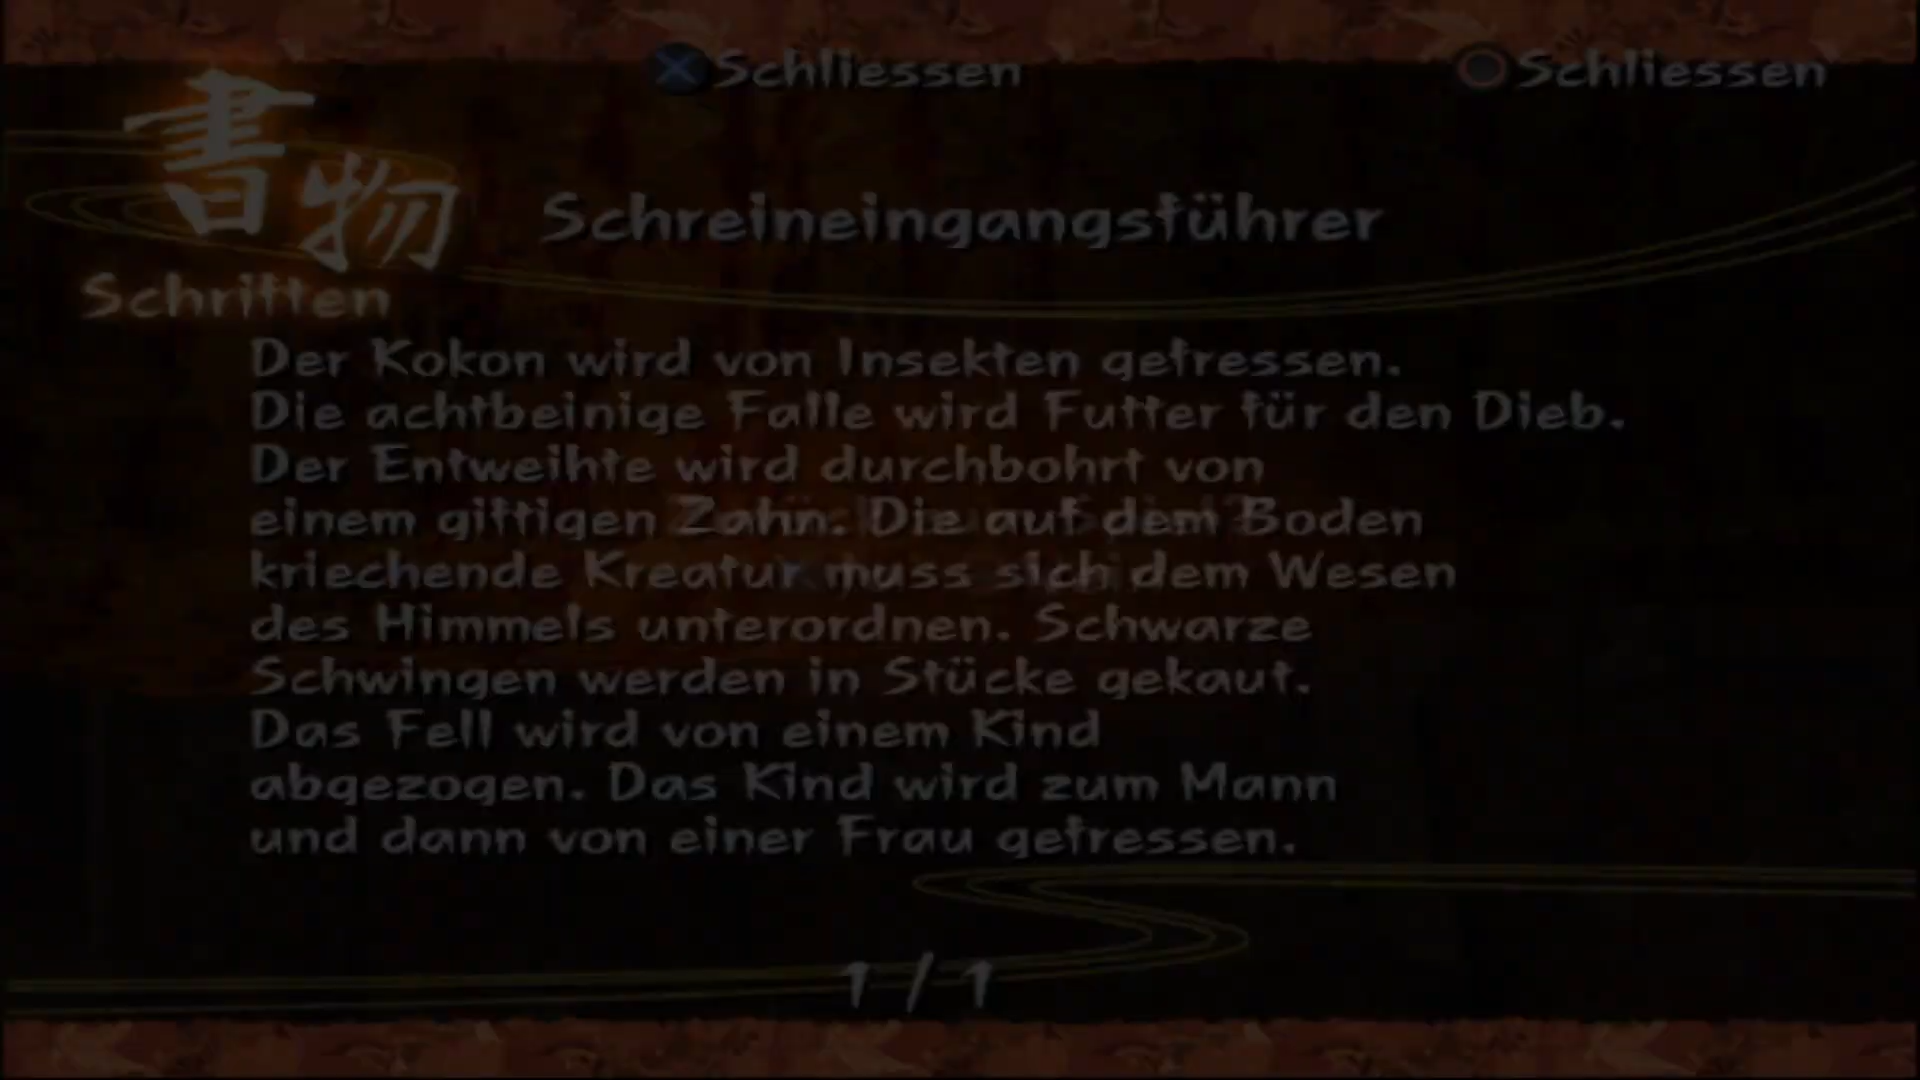 Schliessen
Schliessen
書物
Schriften
Schreineingangsführer
Der Kokon wird von Insekten gefressen.
Die achtbeinige Falle wird Futter für den Dieb.
Der Entweihte wird durchbohrt von
einem giftigen Zahn. Die auf dem Boden
kriechende Kreatur muss sich dem Wesen
des Himmels unterordnen. Schwarze
Schwingen werden in Stücke gekaut.
Das Fell wird von einem Kind
abgezogen. Das Kind wird zum Mann
und dann von einer Frau gefressen.
1 / 1